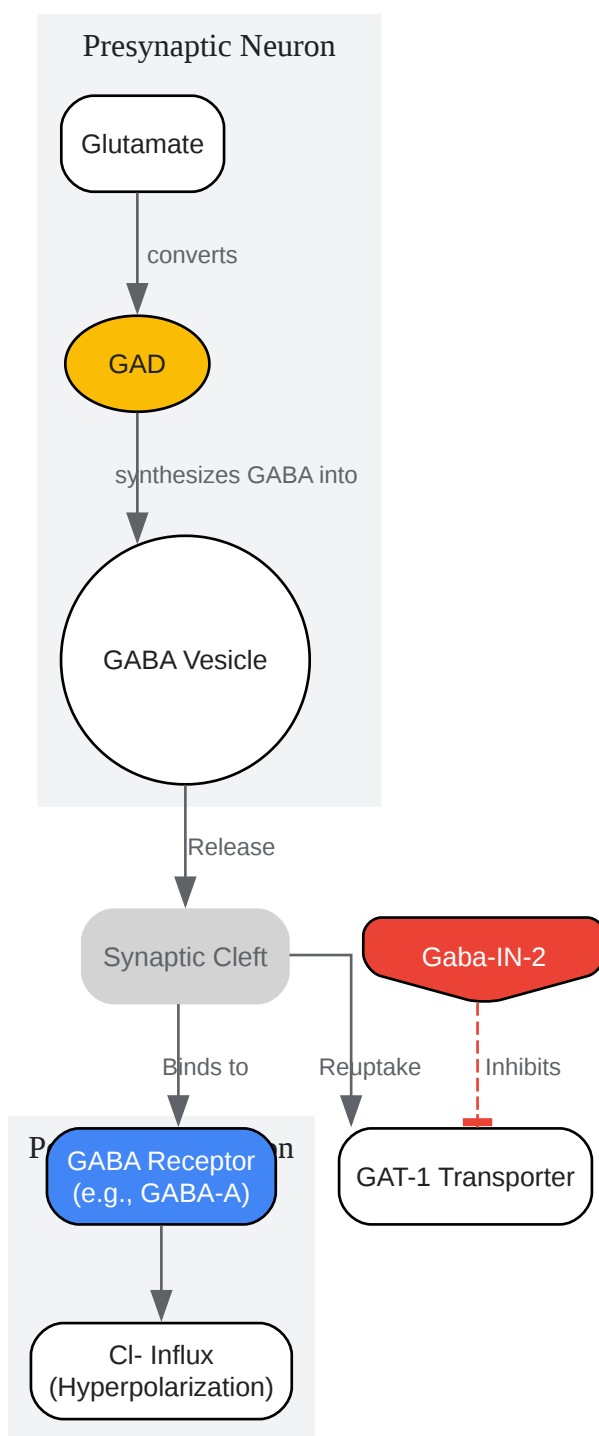 Presynaptic Neuron
Glutamate
converts
GAD
synthesizes GABA into
GABA Vesicle
Release
Synaptic Cleft
Gaba-IN-2
Binds to
Reuptake
Inhibits
GABA Receptor
(e.g., GABA-A)
GAT-1 Transporter
Cl- Influx
(Hyperpolarization)